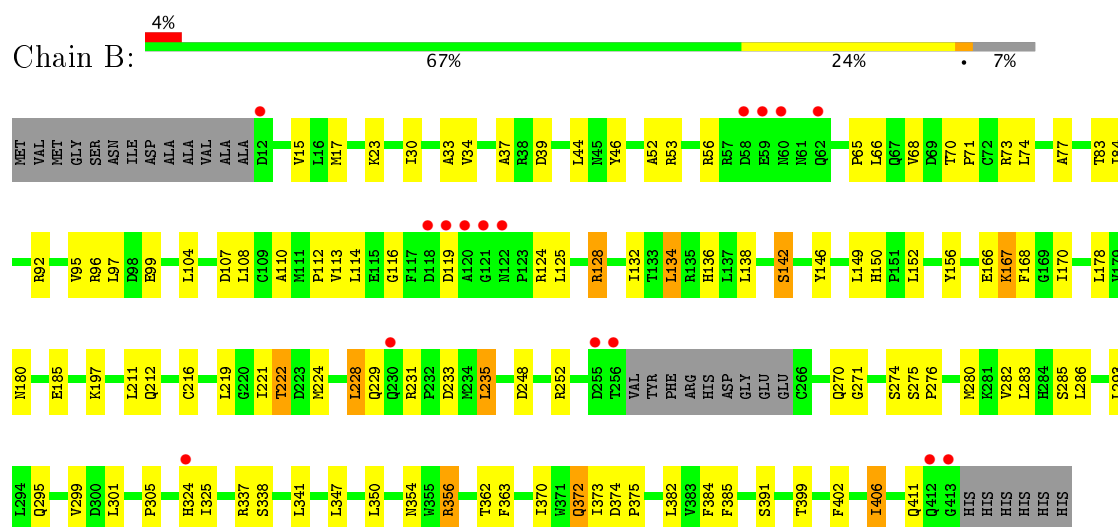 4%
Chain B:
67% 24% • 7%
MET VAL MET GLY SER ASN ILE ASP ALA ALA VAL ALA ALA D12 V15 L16 M17 K23 I30 A33 V34 A37 R38 D39 L44 N45 Y46 A52 R53 R56 R57 D58 E59 N60 N61 Q62 P65 L66 Q67 V68 D69 T70 P71 C72 R73 L74 A77 T83
R92 V95 R96 L97 D98 E99 L104 D107 L108 C109 A110 M111 P112 V113 L114 E115 G116 F117 D118 D119 A120 G121 N122 P123 R124 L125 R128 I132 T133 L134 R135 H136 L137 L138 S142 Y146 L149 H150 P151 L152 Y156 E166 K167 F168 G169 I170 L178
N180 E185 K197 L211 Q212 C216 L219 G220 I221 T222 D223 M224 L228 Q229 Q230 R231 P232 D233 M234 L235 D248 R252 D255 T256 VAL TYR PHE ARG HIS ASP GLY GLU GLU C266 Q270 G271 S274 S275 P276 M280 K281 V282 L283 H284 S285 L286
L294 Q295 V299 D300 L301 P305 H324 I325 R337 S338 L341 L347 L350 N354 W355 R356 T362 F363 I370 W371 Q372 I373 D374 P375 L382 V383 F384 F385 S391 T399 F402 I406 Q411 Q412 G413 HIS HIS HIS HIS HIS HIS